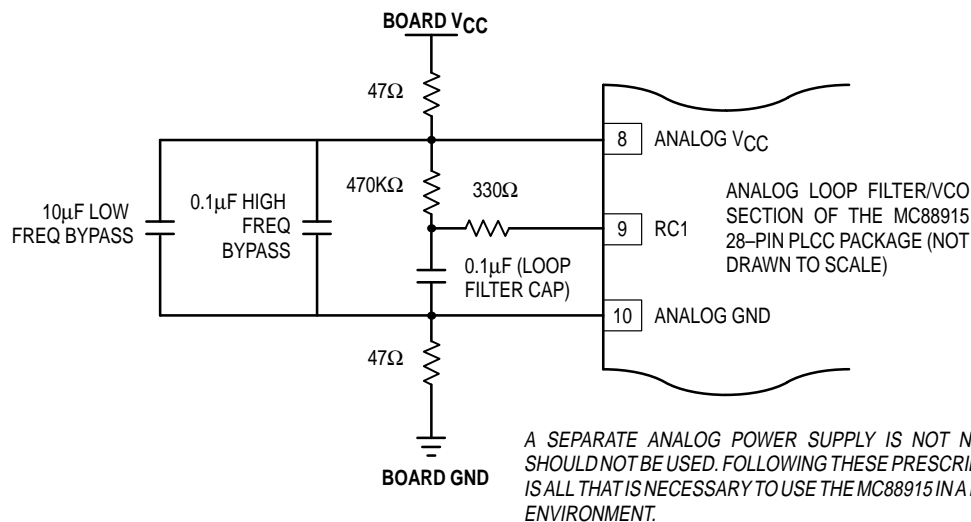 BOARD VCC
47Ω
8 ANALOG VCC
470KΩ
330Ω
10µF LOW
FREQ BYPASS
0.1µF HIGH
FREQ
BYPASS
9 RC1
ANALOG LOOP FILTER/VCO
SECTION OF THE MC88915
28–PIN PLCC PACKAGE (NOT
DRAWN TO SCALE)
0.1µF (LOOP
FILTER CAP)
10 ANALOG GND
47Ω
BOARD GND
A SEPARATE ANALOG POWER SUPPLY IS NOT
SHOULD NOT BE USED. FOLLOWING THESE
IS ALL THAT IS NECESSARY TO USE THE MC88915 IN A
ENVIRONMENT.